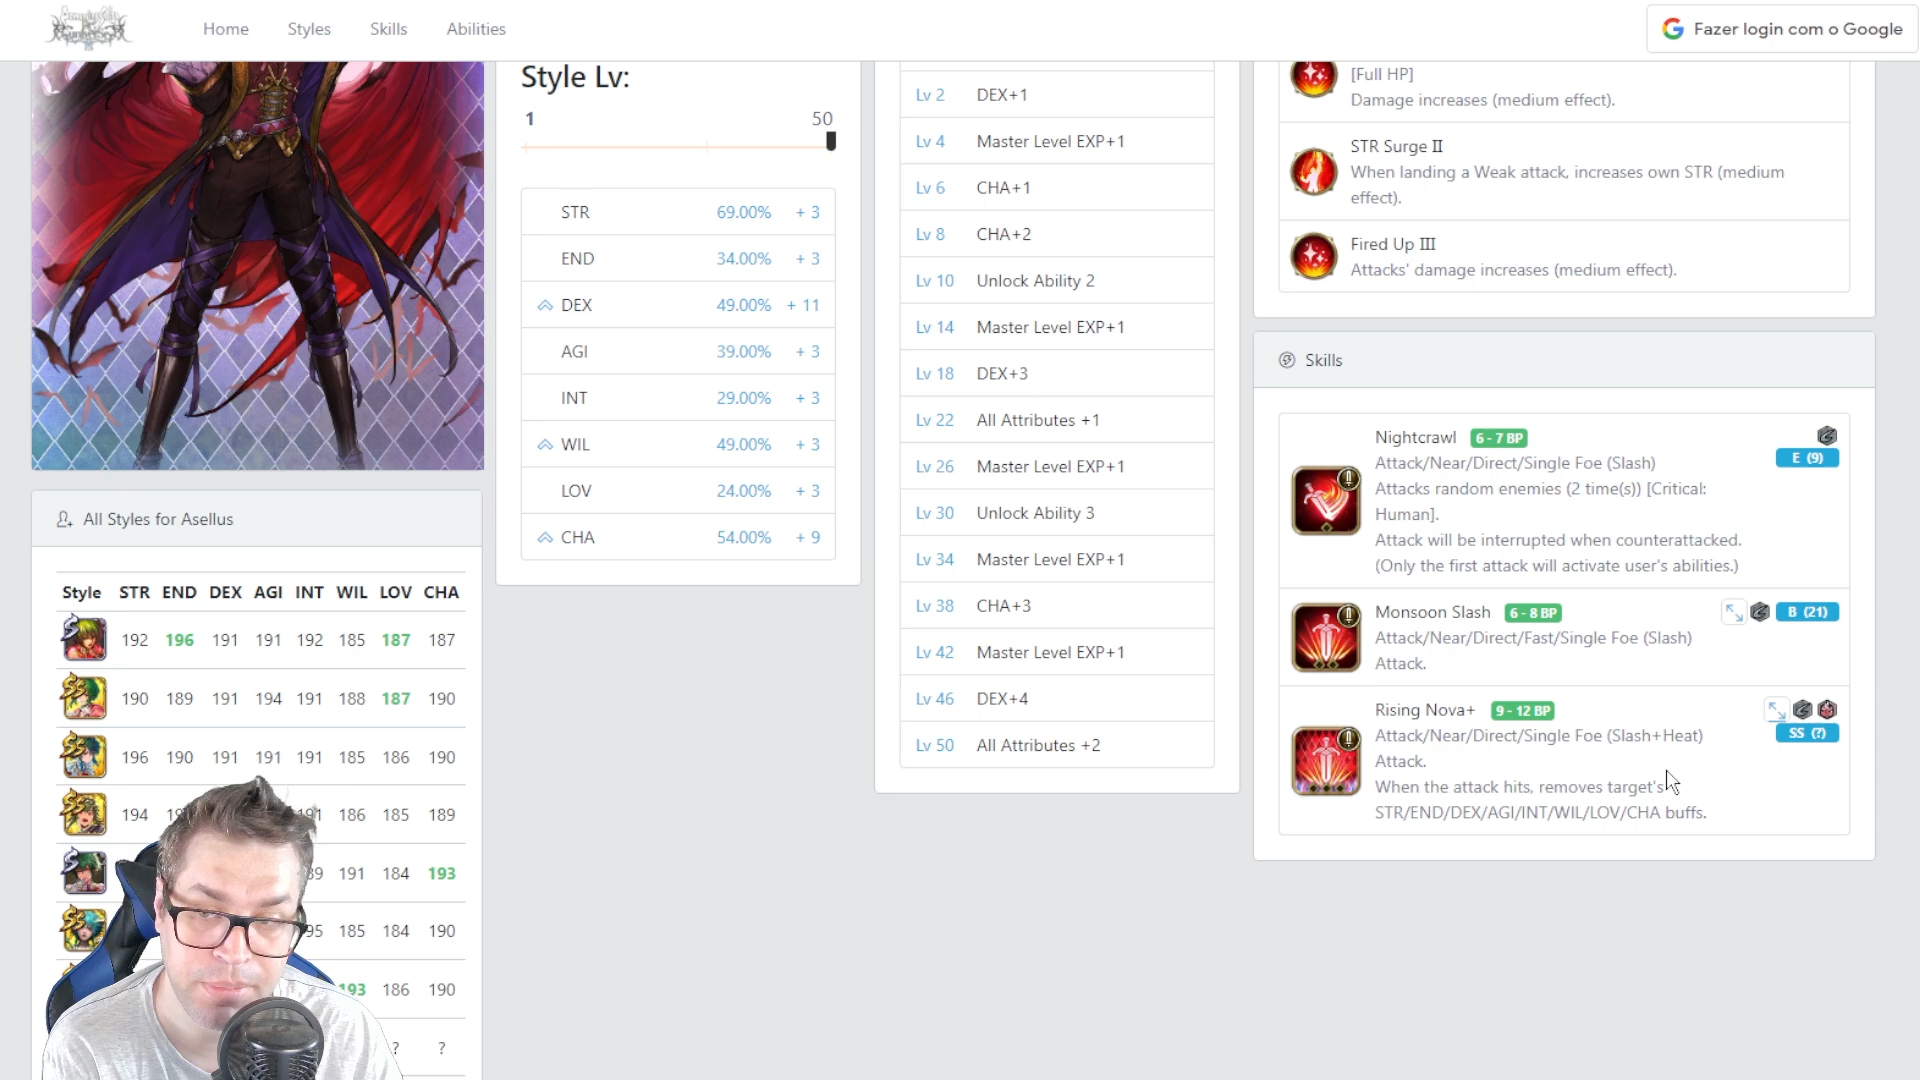 Home
Styles
Skills
Abilities
Fazer login com o Google
Style Lv:
1
50
STR 69.00% + 3
END 34.00% + 3
DEX 49.00% + 11
AGI 39.00% + 3
INT 29.00% + 3
WIL 49.00% + 3
LOV 24.00% + 3
CHA 54.00% + 9
All Styles for Asellus
Style STR END DEX AGI INT WIL LOV CHA
S 192 196 191 191 192 185 187 187
SS 190 189 191 194 191 188 187 190
SS 196 190 191 191 191 185 186 190
SS 194 186 185 189
S 191 184 193
SS 185 184 190
193 186 190
? ?
Lv 2 DEX+1
Lv 4 Master Level EXP+1
Lv 6 CHA+1
Lv 8 CHA+2
Lv 10 Unlock Ability 2
Lv 14 Master Level EXP+1
Lv 18 DEX+3
Lv 22 All Attributes +1
Lv 26 Master Level EXP+1
Lv 30 Unlock Ability 3
Lv 34 Master Level EXP+1
Lv 38 CHA+3
Lv 42 Master Level EXP+1
Lv 46 DEX+4
Lv 50 All Attributes +2
[Full HP]
Damage increases (medium effect).
STR Surge II
When landing a Weak attack, increases own STR (medium
effect).
Fired Up III
Attacks' damage increases (medium effect).
Skills
Nightcrawl 6 - 7 BP
E (9)
Attack/Near/Direct/Single Foe (Slash)
Attacks random enemies (2 time(s)) [Critical:
Human].
Attack will be interrupted when counterattacked.
(Only the first attack will activate user's abilities.)
Monsoon Slash 6 - 8 BP B (21)
Attack/Near/Direct/Fast/Single Foe (Slash)
Attack.
Rising Nova+ 9 - 12 BP
SS (?)
Attack/Near/Direct/Single Foe (Slash+Heat)
Attack.
When the attack hits, removes target's
STR/END/DEX/AGI/INT/WIL/LOV/CHA buffs.